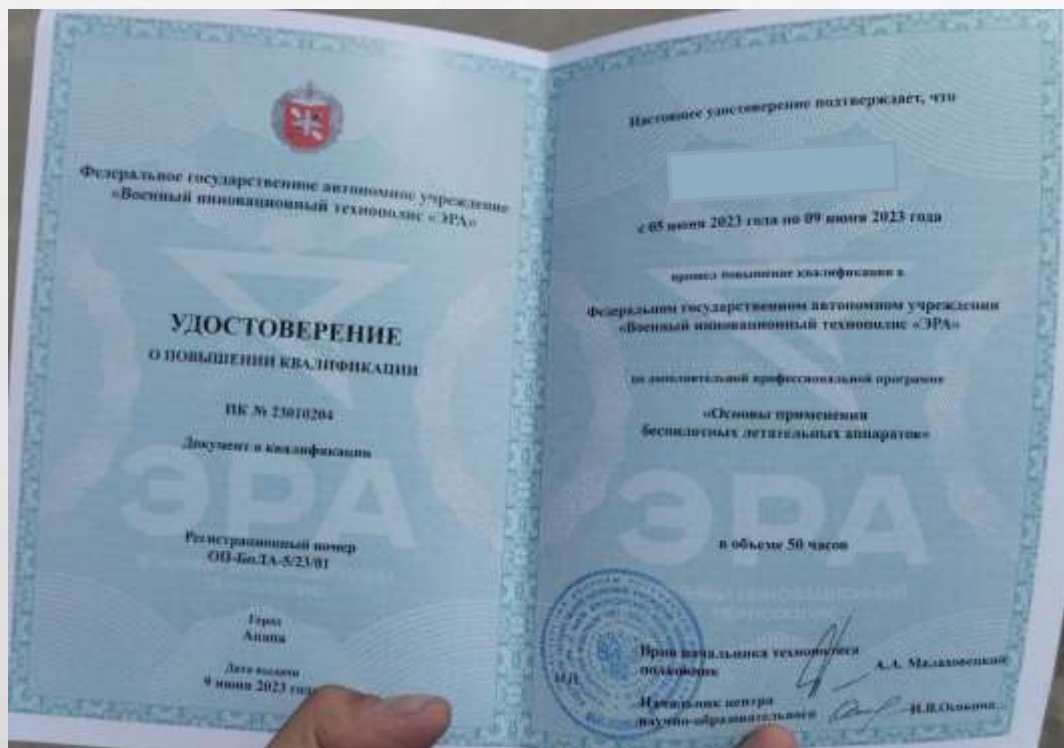 Федеральное государственное автономное учреждение
«Военный инновационный технополис «ЭРА»
УДОСТОВЕРЕНИЕ
О ПОВЫШЕНИИ КВАЛИФИКАЦИИ
ПК № 23010204
Документ о квалификации
ЭРА
Регистрационный номер
ОП-БпЛА-5/23/01
Город
Анапа
Дата выдачи
9 июня 2023 года
Настоящее удостоверение подтверждает, что
с 05 июня 2023 года по 09 июня 2023 года
прошел повышение квалификации в
Федеральном государственном автономном учреждении
«Военный инновационный технополис «ЭРА»
по дополнительной профессиональной программе
«Основы применения
беспилотных летательных аппаратов»
ЭРА
в объеме 50 часов
ВОЕННЫЙ ИННОВАЦИОННЫЙ
ТЕХНОПОЛИС
Врио начальника технополиса
полковник
А.А.
М.П.
Начальник центра
научно-образовательного
И.В.